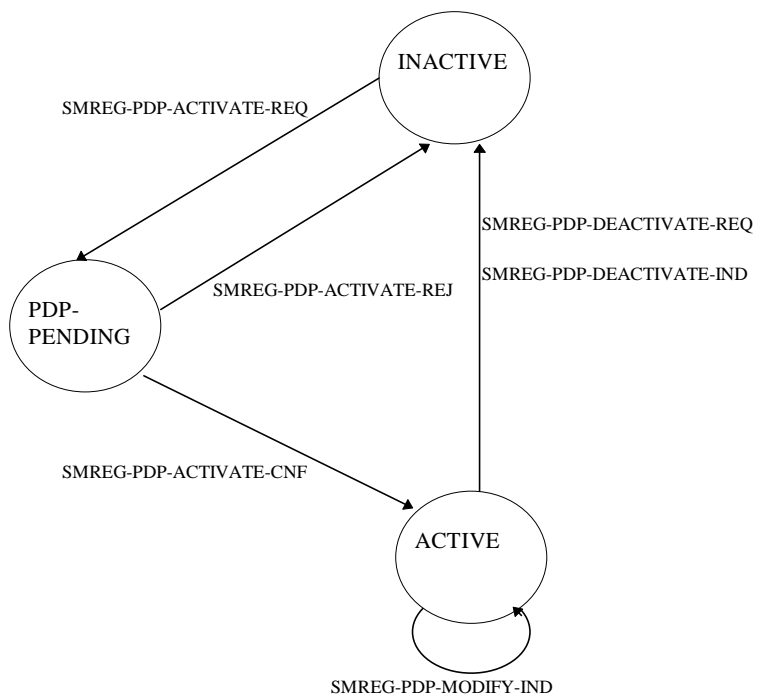 INACTIVE
SMREG-PDP-ACTIVATE-REQ
SMREG-PDP-DEACTIVATE-REQ
SMREG-PDP-DEACTIVATE-IND
SMREG-PDP-ACTIVATE-REJ
PDP-
PENDING
SMREG-PDP-ACTIVATE-CNF
ACTIVE
SMREG-PDP-MODIFY-IND